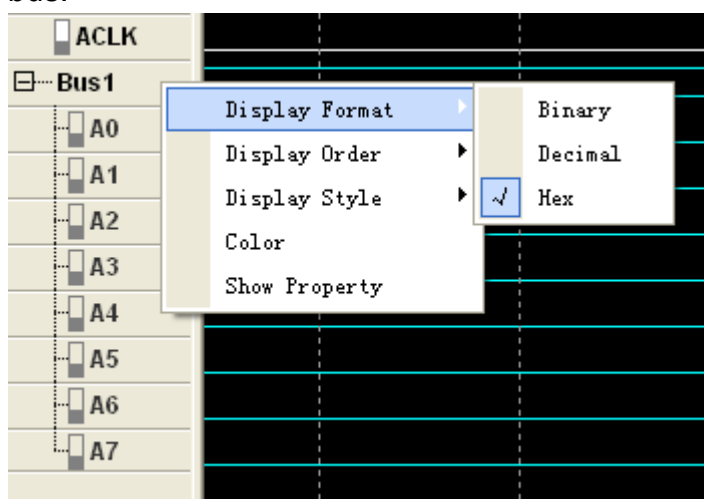 ACLK
Bus1
A0
A1
A2
A3
A4
A5
A6
A7
Display Format
Display Order
Display Style
Color
Show Property
Binary
Decimal
Hex